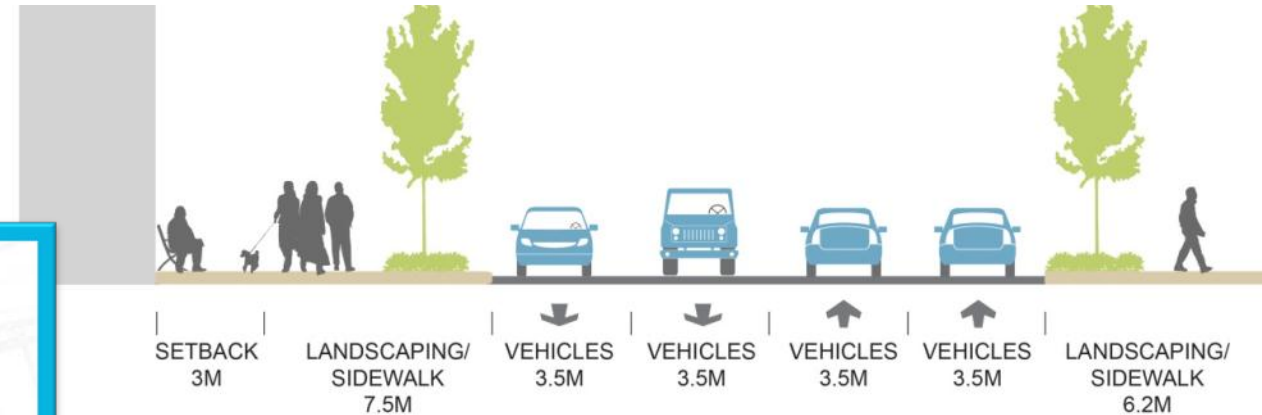 SETBACK
3M
LANDSCAPING/
SIDEWALK
7.5M
VEHICLES
3.5M
VEHICLES
3.5M
VEHICLES
3.5M
VEHICLES
3.5M
LANDSCAPING/
SIDEWALK
6.2M